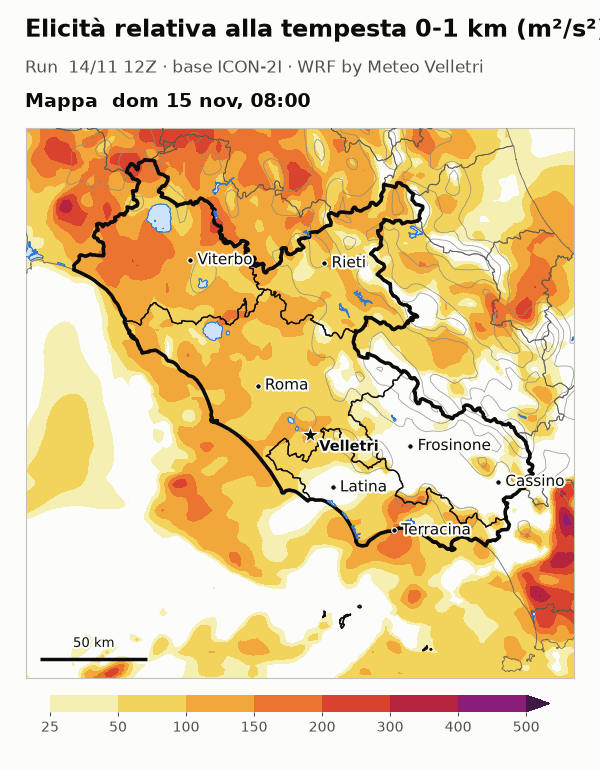 Elicità relativa alla tempesta 0-1 km (m²/s²)
Run 14/11 12Z · base ICON-2I · WRF by Meteo Velletri
Mappa dom 15 nov, 08:00
Viterbo
Rieti
Roma
Velletri
Frosinone
Cassino
Latina
Terracina
50 km
25 50 100 150 200 300 400 500